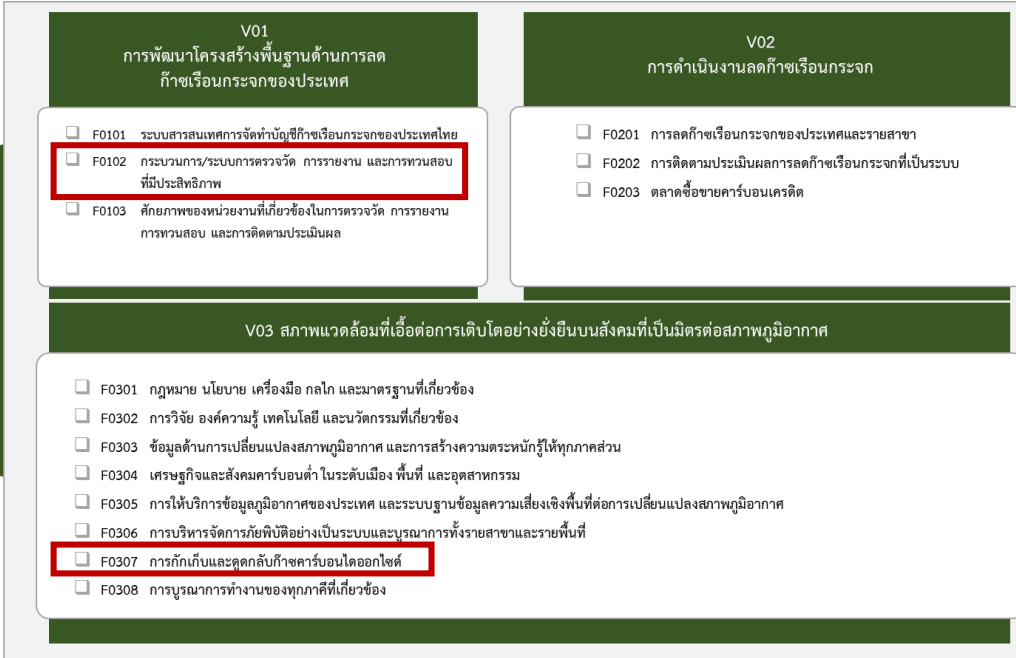 V01
การพัฒนาโครงสร้างพื้นฐานด้านการลด
ก๊าซเรือนกระจกของประเทศ
F0101 ระบบสารสนเทศการจัดทำบัญชีก๊าซเรือนกระจกของประเทศไทย
F0102 กระบวนการ/ระบบการตรวจวัด การรายงาน และการทวนสอบ
ที่มีประสิทธิภาพ
F0103 ศักยภาพของหน่วยงานที่เกี่ยวข้องในการตรวจวัด การรายงาน
การทวนสอบ และการติดตามประเมินผล
V02
การดำเนินงานลดก๊าซเรือนกระจก
F0201 การลดก๊าซเรือนกระจกของประเทศและรายสาขา
F0202 การติดตามประเมินผลการลดก๊าซเรือนกระจกที่เป็นระบบ
F0203 ตลาดซื้อขายคาร์บอนเครดิต
V03 สภาพแวดล้อมที่เอื้อต่อการเติบโตอย่างยั่งยืนบนสังคมที่เป็นมิตรต่อสภาพภูมิอากาศ
F0301 กฎหมาย นโยบาย เครื่องมือ กลไก และมาตรฐานที่เกี่ยวข้อง
F0302 การวิจัย องค์ความรู้ เทคโนโลยี และนวัตกรรมที่เกี่ยวข้อง
F0303 ข้อมูลด้านการเปลี่ยนแปลงสภาพภูมิอากาศ และการสร้างความตระหนักรู้ให้ทุกภาคส่วน
F0304 เศรษฐกิจและสังคมคาร์บอนต่ำ ในระดับเมือง พื้นที่ และอุตสาหกรรม
F0305 การให้บริการข้อมูลภูมิอากาศของประเทศ และระบบฐานข้อมูลความเสี่ยงเชิงพื้นที่ต่อการเปลี่ยนแปลงสภาพภูมิอากาศ
F0306 การบริหารจัดการภัยพิบัติอย่างเป็นระบบและบูรณาการทั้งรายสาขาและรายพื้นที่
F0307 การกักเก็บและดูดกลับก๊าซคาร์บอนไดออกไซด์
F0308 การบูรณาการทำงานของทุกภาคีที่เกี่ยวข้อง